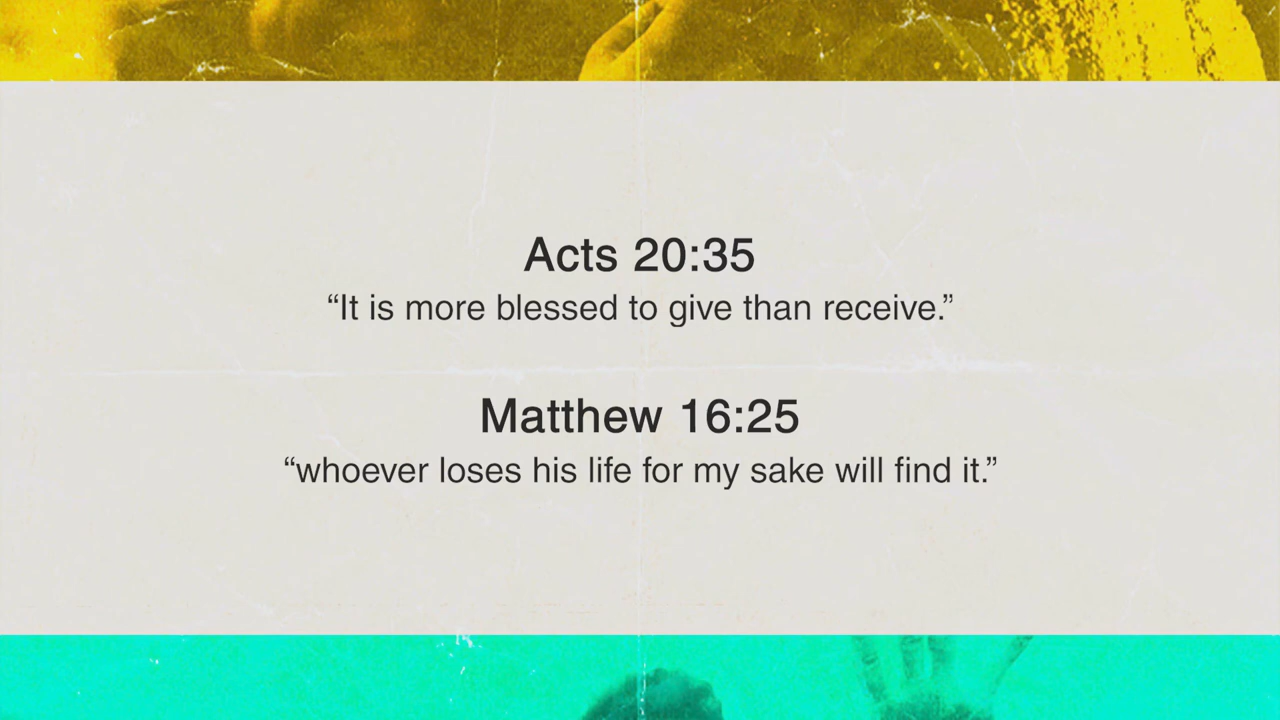 Acts 20:35
“It is more blessed to give than receive.”
Matthew 16:25
“whoever loses his life for my sake will find it.”